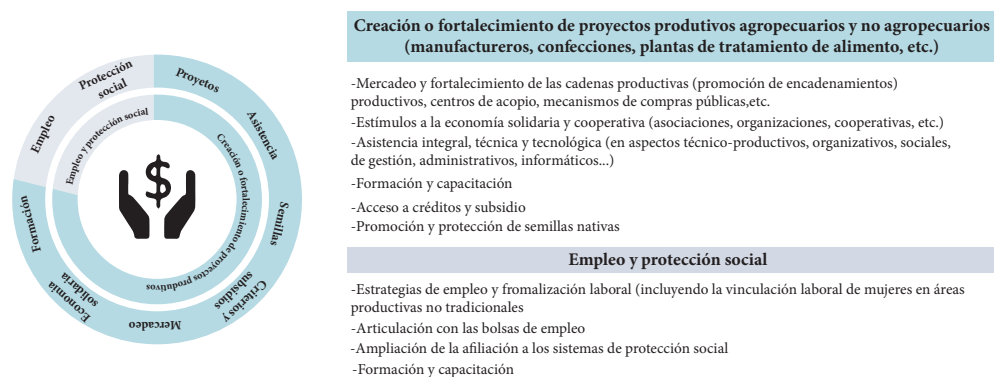 Protección
social
Proyetos
Empleo
Asistencia
Empleo y protección social
Creación o fortalecimiento de proyectos produtivos
$
Formación
Semillas
Economía
solidaria
Mercadeo
Criterios y
subsidios
Creación o fortalecimiento de proyectos produtivos agropecuarios y no agropecuarios
(manufactureros, confecciones, plantas de tratamiento de alimento, etc.)
-Mercadeo y fortalecimiento de las cadenas productivas (promoción de encadenamientos)
productivos, centros de acopio, mecanismos de compras públicas,etc.
-Estímulos a la economía solidaria y cooperativa (asociaciones, organizaciones, cooperativas, etc.)
-Asistencia integral, técnica y tecnológica (en aspectos técnico-productivos, organizativos, sociales,
de gestión, administrativos, informáticos...)
-Formación y capacitación
-Acceso a créditos y subsidio
-Promoción y protección de semillas nativas
Empleo y protección social
-Estrategias de empleo y fromalización laboral (incluyendo la vinculación laboral de mujeres en áreas
productivas no tradicionales
-Articulación con las bolsas de empleo
-Ampliación de la afiliación a los sistemas de protección social
-Formación y capacitación